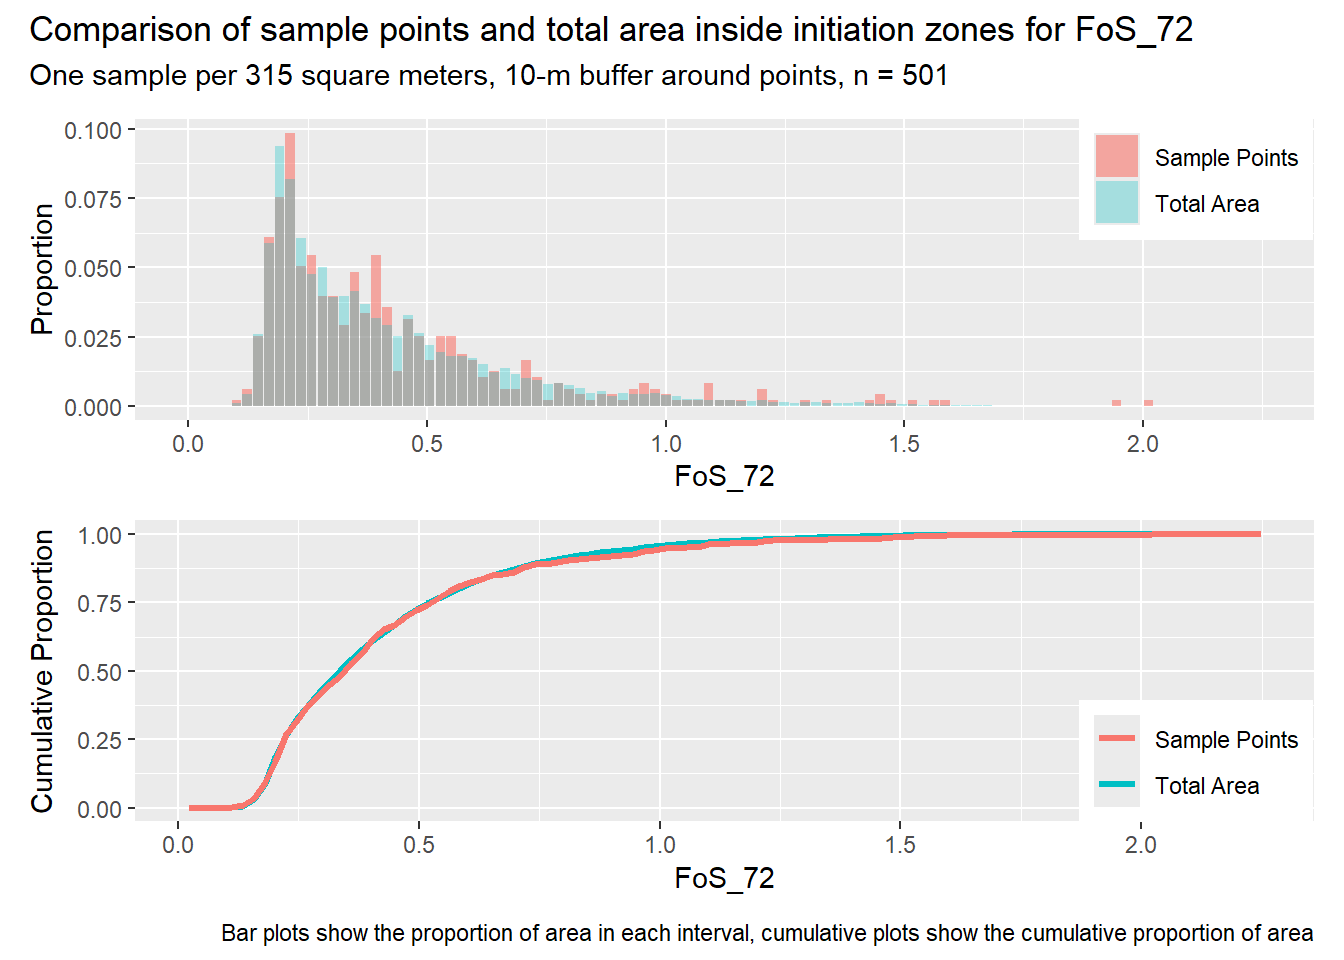 Comparison of sample points and total area inside initiation zones for FoS_72
One sample per 315 square meters, 10-m buffer around points, n = 501
Proportion
0.100
0.075
0.050
0.025
0.000
Sample Points
Total Area
0.0 0.5 1.0 1.5 2.0
FoS_72
Cumulative Proportion
1.00
0.75
0.50
0.25
0.00
Sample Points
Total Area
0.0 0.5 1.0 1.5 2.0
FoS_72
Bar plots show the proportion of area in each interval, cumulative plots show the cumulative proportion of area